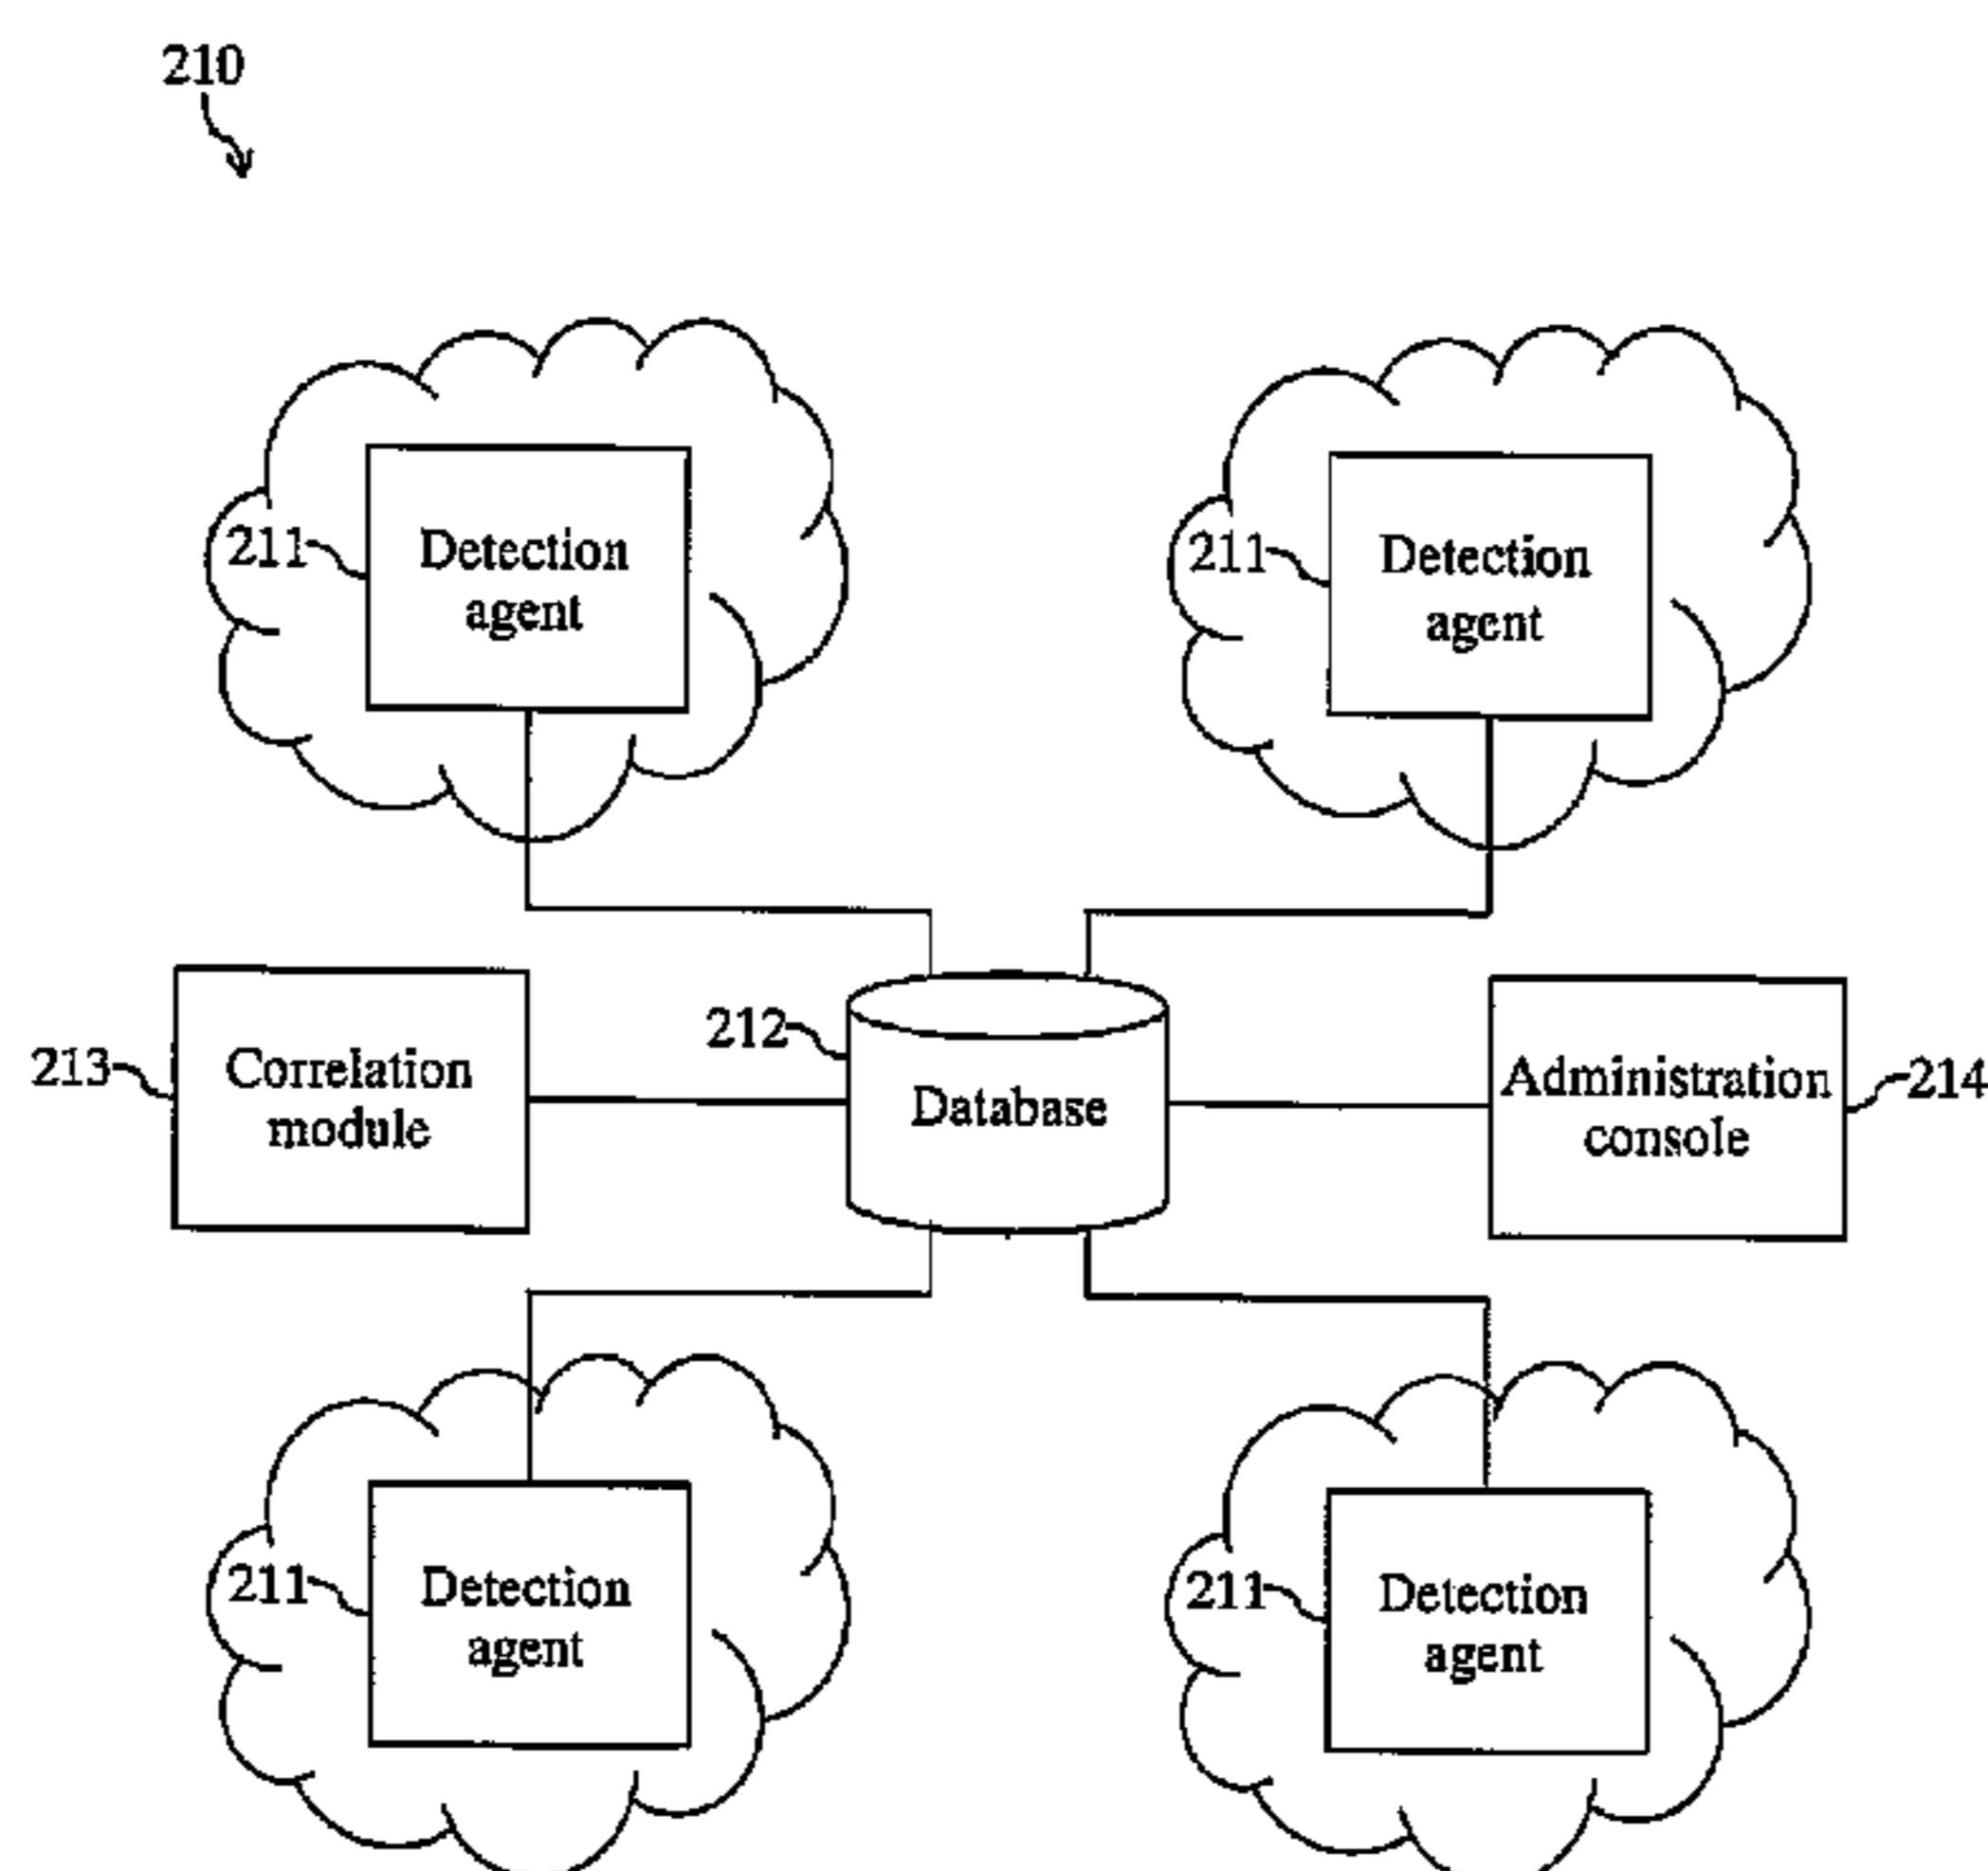 210
211 Detection
agent
211 Detection
agent
213 Correlation
module
212 Database
Administration 214
console
211 Detection
agent
211 Detection
agent